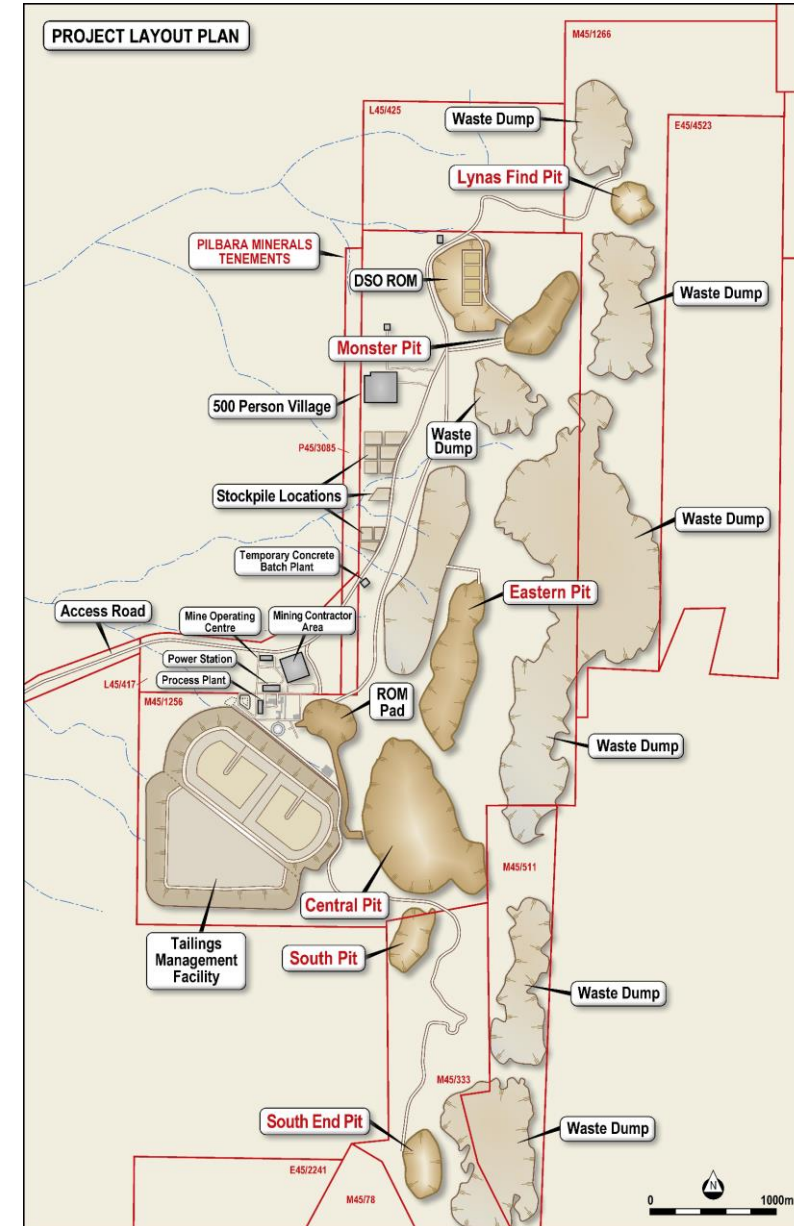 PROJECT LAYOUT PLAN
M45/1266
L45/425
Waste Dump
E45/4523
Lynas Find Pit
PILBARA MINERALS
TENEMENTS
DSO ROM
Waste Dump
Monster Pit
500 Person Village
Waste
Dump
P45/3085
Stockpile Locations
Waste Dump
Temporary Concrete
Batch Plant
Eastern Pit
Access Road
Mine Operating
Centre
Mining Contractor
Area
Power Station
Process Plant
L45/417
M45/1256
ROM
Pad
Waste Dump
M45/511
Central Pit
Tailings
Management
Facility
South Pit
Waste Dump
M45/333
South End Pit
Waste Dump
E45/2241
M45/78
N
0 1000m